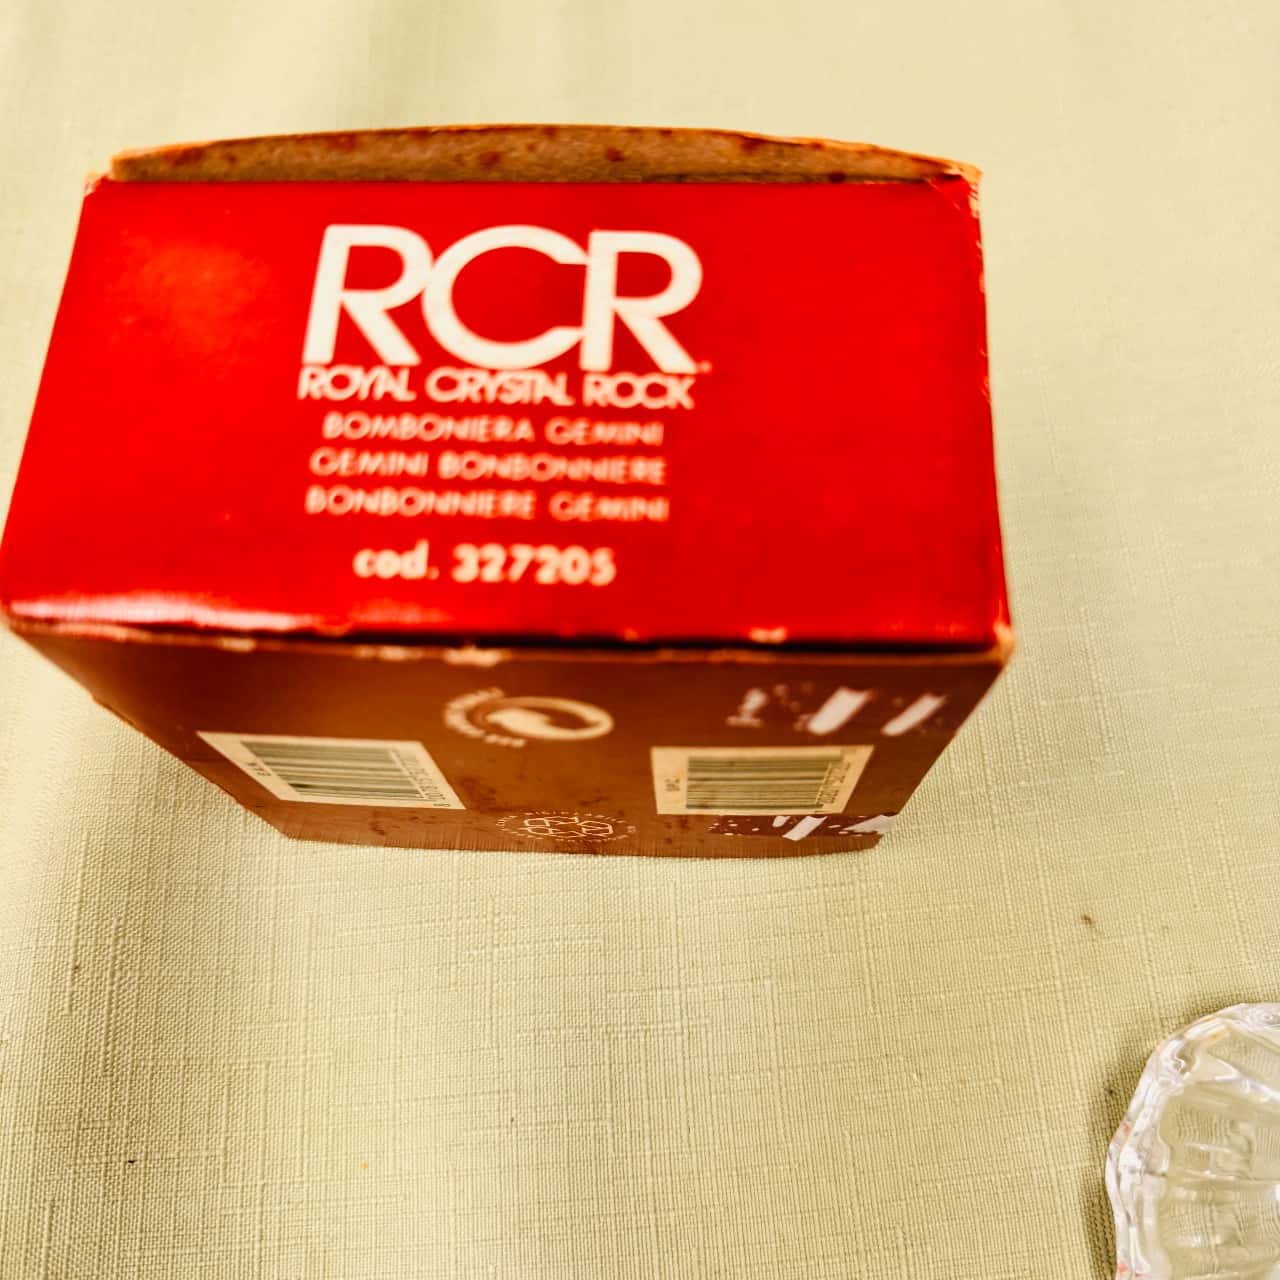 RCR
ROYAL CRYSTAL ROCK
BOMBONIERA GEMINI
GEMINI BONBONNIERE
BONBONNIERE GEMINI
cod. 327205